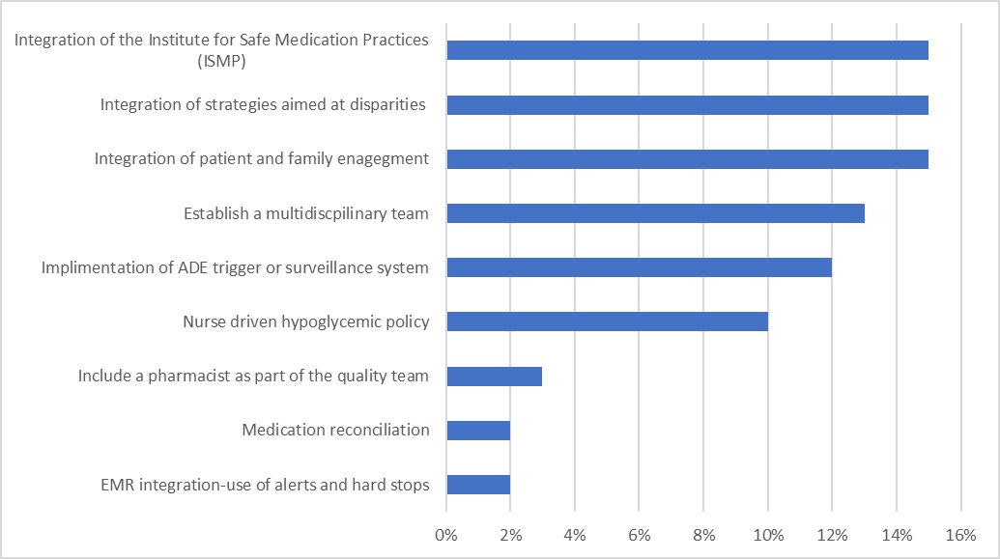 Integration of the Institute for Safe Medication Practices
(ISMP)
Integration of strategies aimed at disparities
Integration of patient and family enagegment
Establish a multidiscpilinary team
Implimentation of ADE trigger or surveillance system
Nurse driven hypoglycemic policy
Include a pharmacist as part of the quality team
Medication reconciliation
EMR integration-use of alerts and hard stops
0% 2% 4% 6% 8% 10% 12% 14% 16%